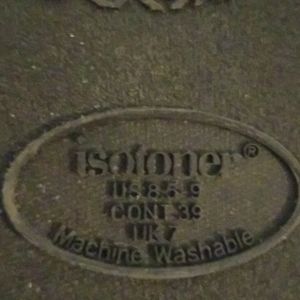 isotoner®
US 8.5-9
CONT 39
UK 7
Machine Washable